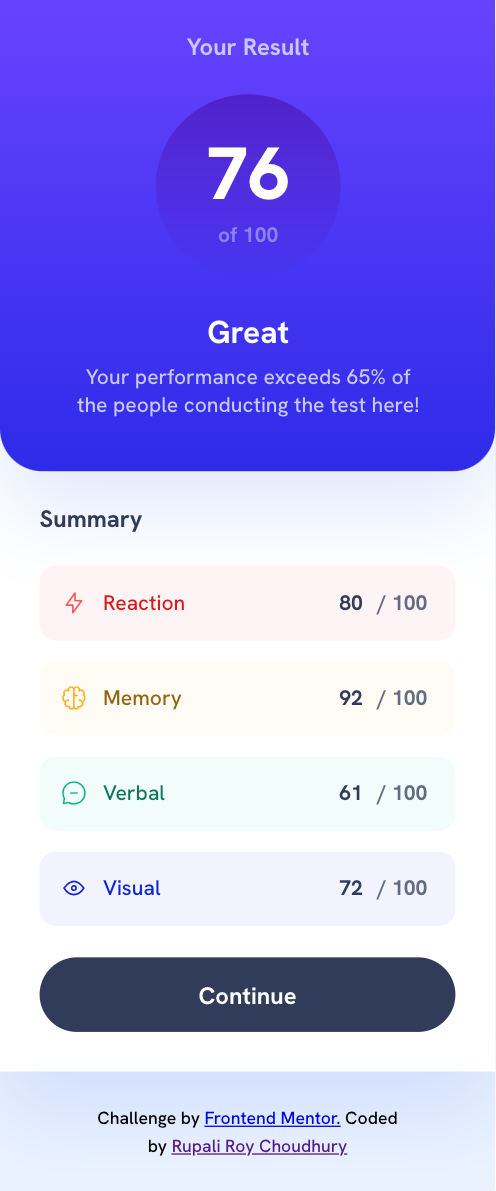 Your Result
76
of 100
Great
Your performance exceeds 65% of
the people conducting the test here!
Summary
Reaction 80 / 100
Memory 92 / 100
Verbal 61 / 100
Visual 72 / 100
Continue
Challenge by Frontend Mentor. Coded
by Rupali Roy Choudhury